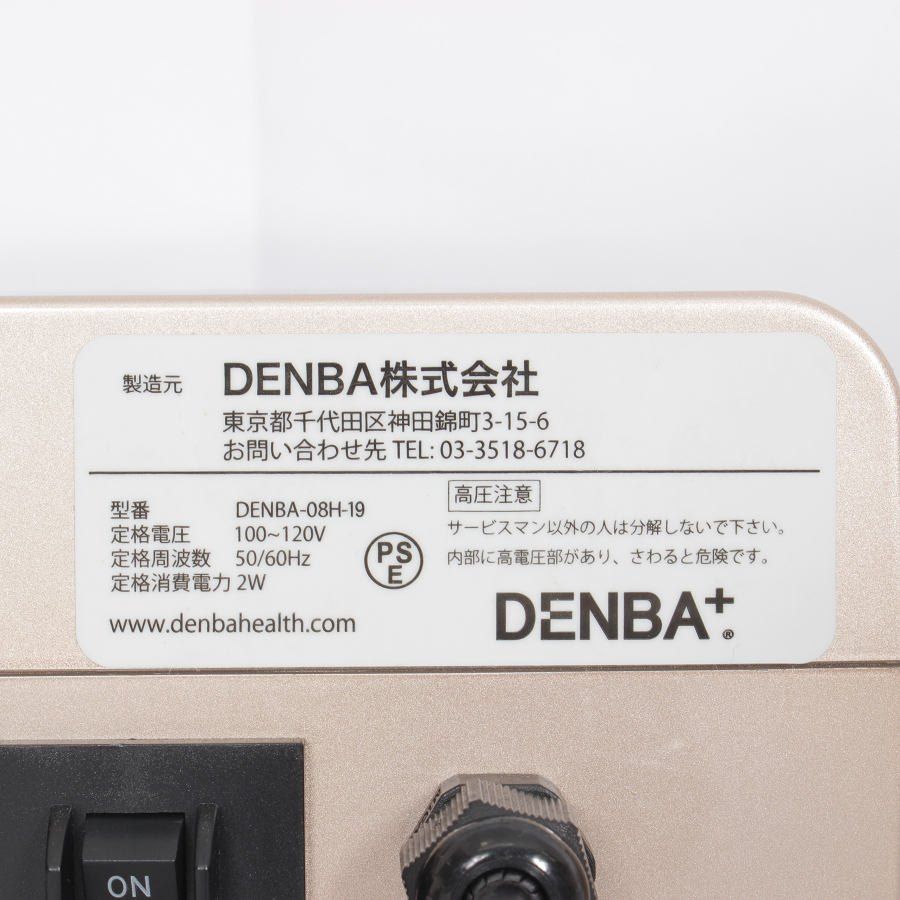 製造元 DENBA株式会社
東京都千代田区神田錦町3-15-6
お問い合わせ先 TEL: 03-3518-6718
型番 DENBA-08H-19
定格電圧 100~120V
定格周波数 50/60Hz
定格消費電力 2W
www.denbahealth.com
PS
E
高圧注意
サービスマン以外の人は分解しないで下さい。
内部に高電圧部があり、さわると危険です。
DENBA+®
ON